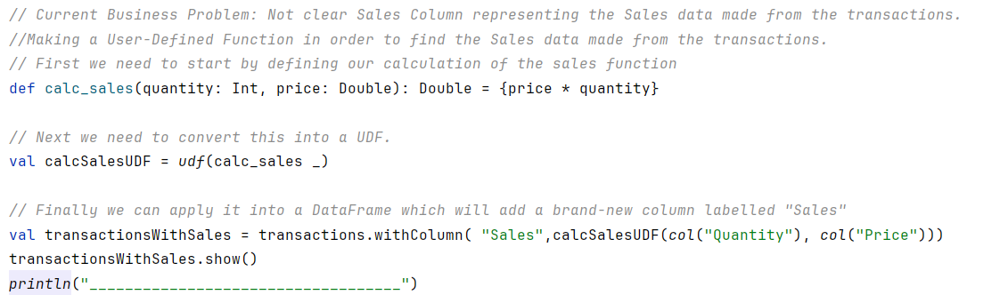 // Current Business Problem: Not clear Sales Column representing the Sales data made from the transactions.
//Making a User-Defined Function in order to find the Sales data made from the transactions.
// First we need to start by defining our calculation of the sales function
def calc_sales(quantity: Int, price: Double): Double = {price * quantity}
// Next we need to convert this into a UDF.
val calcSalesUDF = udf(calc_sales _)
// Finally we can apply it into a DataFrame which will add a brand-new column labelled "Sales"
val transactionsWithSales = transactions.withColumn( "Sales",calcSalesUDF(col("Quantity"), col("Price")))
transactionsWithSales.show()
println("___________________________________")